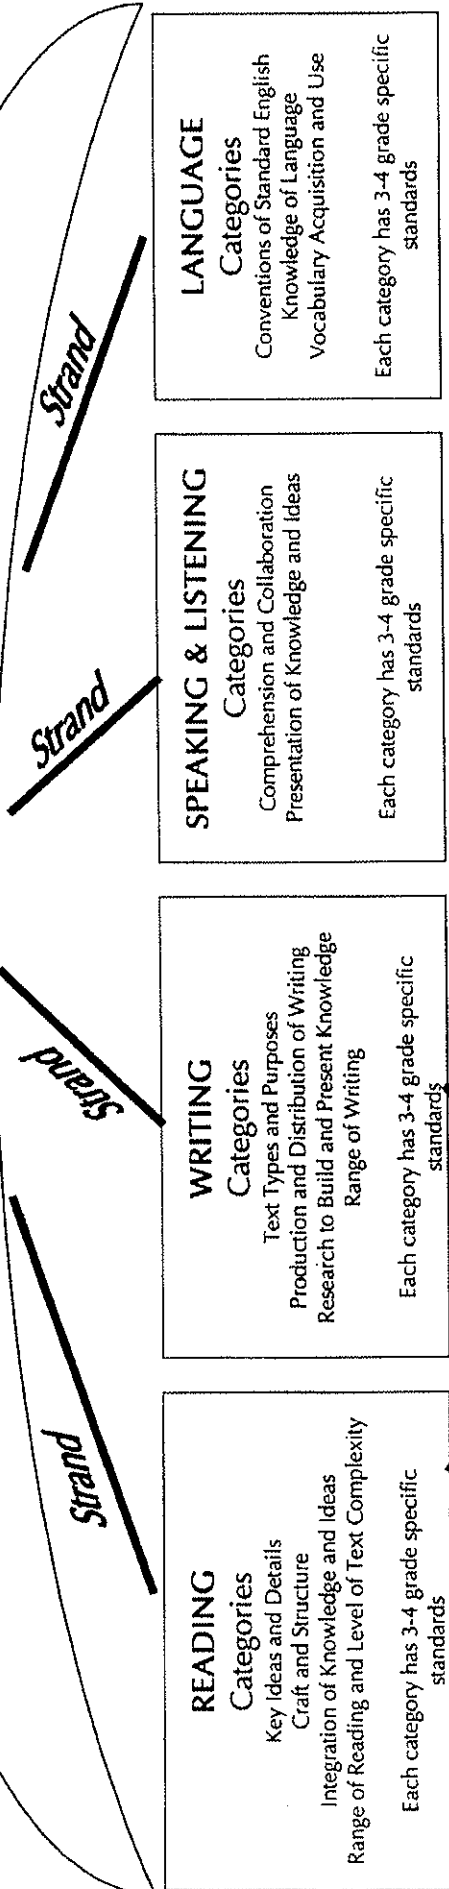 Strand
Strand
Strand
Strand
READING
Categories
Key Ideas and Details
Craft and Structure
Integration of Knowledge and Ideas
Range of Reading and Level of Text Complexity
Each category has 3-4 grade specific
standards
WRITING
Categories
Text Types and Purposes
Production and Distribution of Writing
Research to Build and Present Knowledge
Range of Writing
Each category has 3-4 grade specific
standards
SPEAKING & LISTENING
Categories
Comprehension and Collaboration
Presentation of Knowledge and Ideas
Each category has 3-4 grade specific
standards
LANGUAGE
Categories
Conventions of Standard English
Knowledge of Language
Vocabulary Acquisition and Use
Each category has 3-4 grade specific
standards